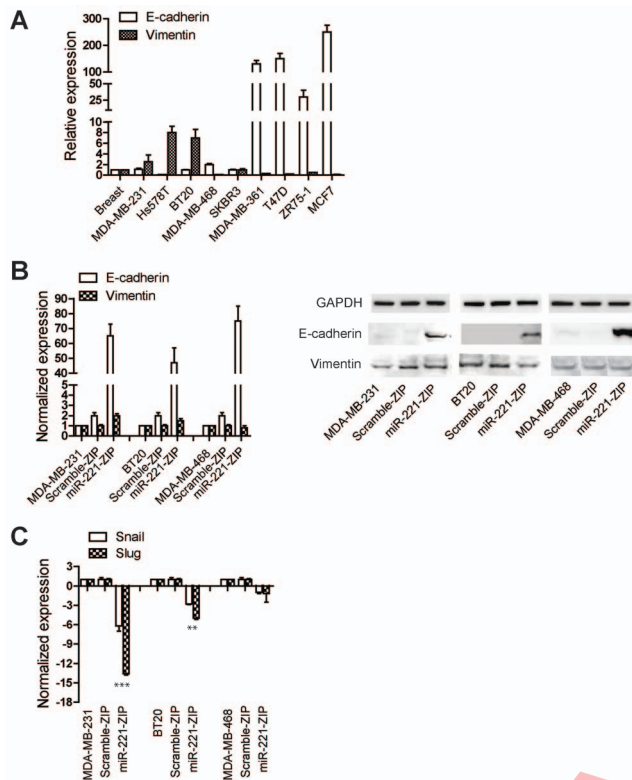 A
E-cadherin
Vimentin
Relative expression
300
200
100
50
25
10
8
6
4
2
0
Breast
MDA-MB-231
Hs578T
BT20
MDA-MB-468
SKBR3
MDA-MB-361
T47D
ZR75-1
MCF7
B
E-cadherin
Vimentin
Normalized expression
90
80
70
60
50
40
30
4
3
2
1
0
MDA-MB-231
Scramble-ZIP
miR-221-ZIP
BT20
Scramble-ZIP
miR-221-ZIP
MDA-MB-468
Scramble-ZIP
miR-221-ZIP
GAPDH
E-cadherin
Vimentin
MDA-MB-231
Scramble-ZIP
miR-221-ZIP
BT20
Scramble-ZIP
miR-221-ZIP
MDA-MB-468
Scramble-ZIP
miR-221-ZIP
C
Snail
Slug
Normalized expression
3
0
-3
-6
-9
-12
-15
-18
***
**
MDA-MB-231
Scramble-ZIP
miR-221-ZIP
BT20
Scramble-ZIP
miR-221-ZIP
MDA-MB-468
Scramble-ZIP
miR-221-ZIP